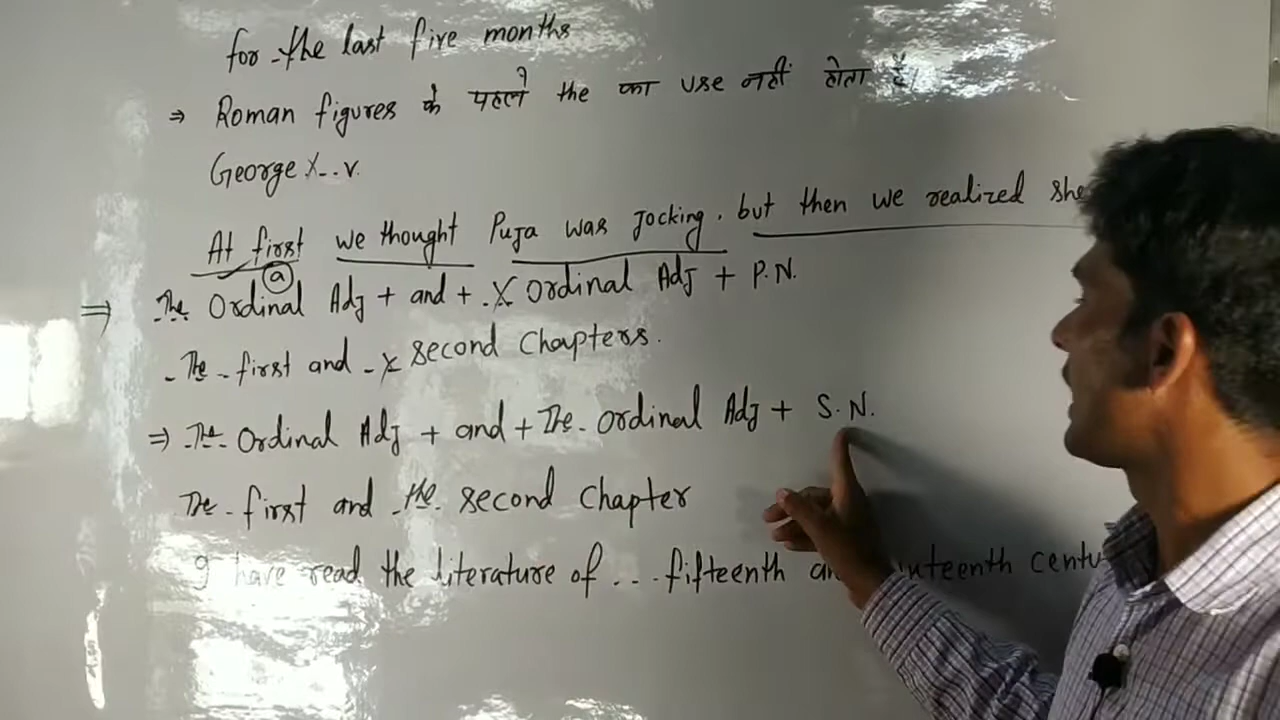 for the last five months
⇒ Roman figures के पहले the का use नहीं होता है।
George X... V.
At first we thought Puja was Jocking. but then we realized she
(a)
⇒ The Ordinal Adj + and + .X Ordinal Adj + P.N.
The first and X second Chapters.
⇒ The Ordinal Adj + and + The Ordinal Adj + S.N.
The first and the second Chapter
I have read the literature of ... fifteenth